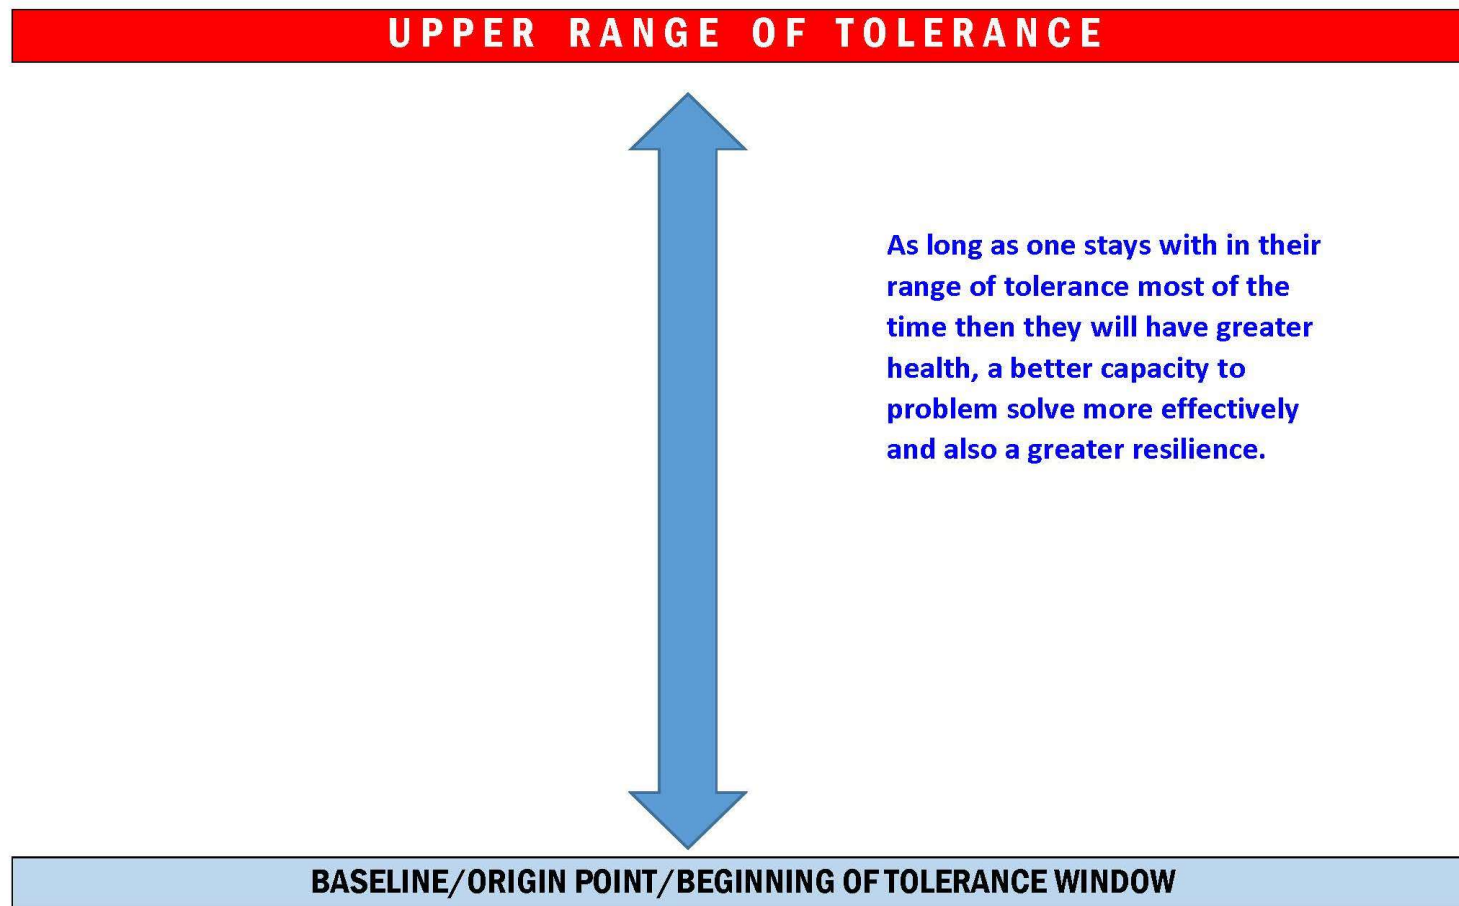 UPPER RANGE OF TOLERANCE
As long as one stays with in their
range of tolerance most of the
time then they will have greater
health, a better capacity to
problem solve more effectively
and also a greater resilience.
BASELINE/ORIGIN POINT/BEGINNING OF TOLERANCE WINDOW